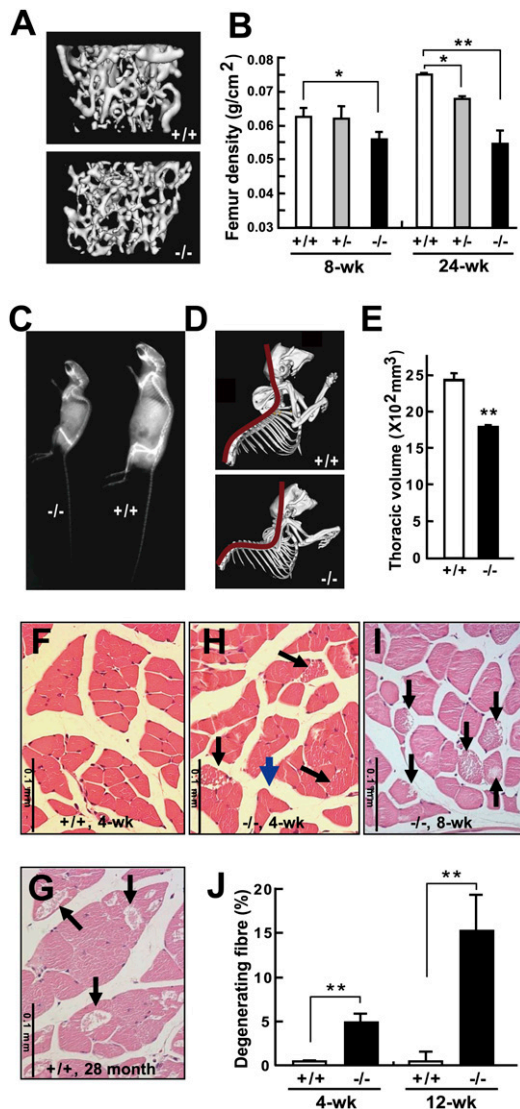 A
+/+
-/-
B
Femur density (g/cm2)
0.08
0.07
0.06
0.05
0.04
0.03
*
**
*
+/+ +/- -/- +/+ +/- -/-
8-wk 24-wk
C
-/- +/+
D
+/+
-/-
E
Thoracic volume (X102mm3)
25
20
15
10
5
0
**
+/+ -/-
F
0.1 mm
+/+, 4-wk
H
0.1 mm
-/-, 4-wk
I
0.1 mm
-/-, 8-wk
G
0.1 mm
+/+, 28 month
J
Degenerating fibre (%)
20
15
10
5
0
**
**
+/+ -/- +/+ -/-
4-wk 12-wk